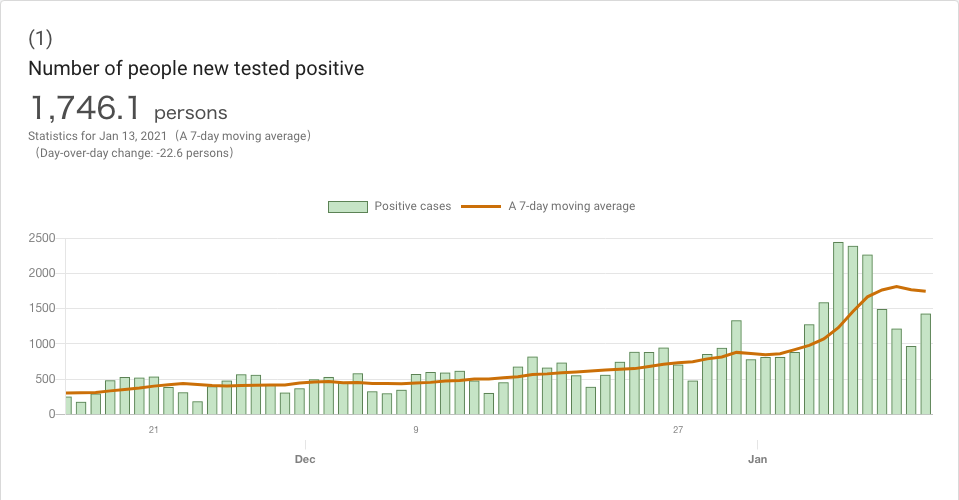 (1)
Number of people new tested positive
1,746.1 persons
Statistics for Jan 13, 2021（A 7-day moving average）
（Day-over-day change: -22.6 persons）
Positive cases A 7-day moving average
2500
2000
1500
1000
500
0
21 9 27
Dec Jan